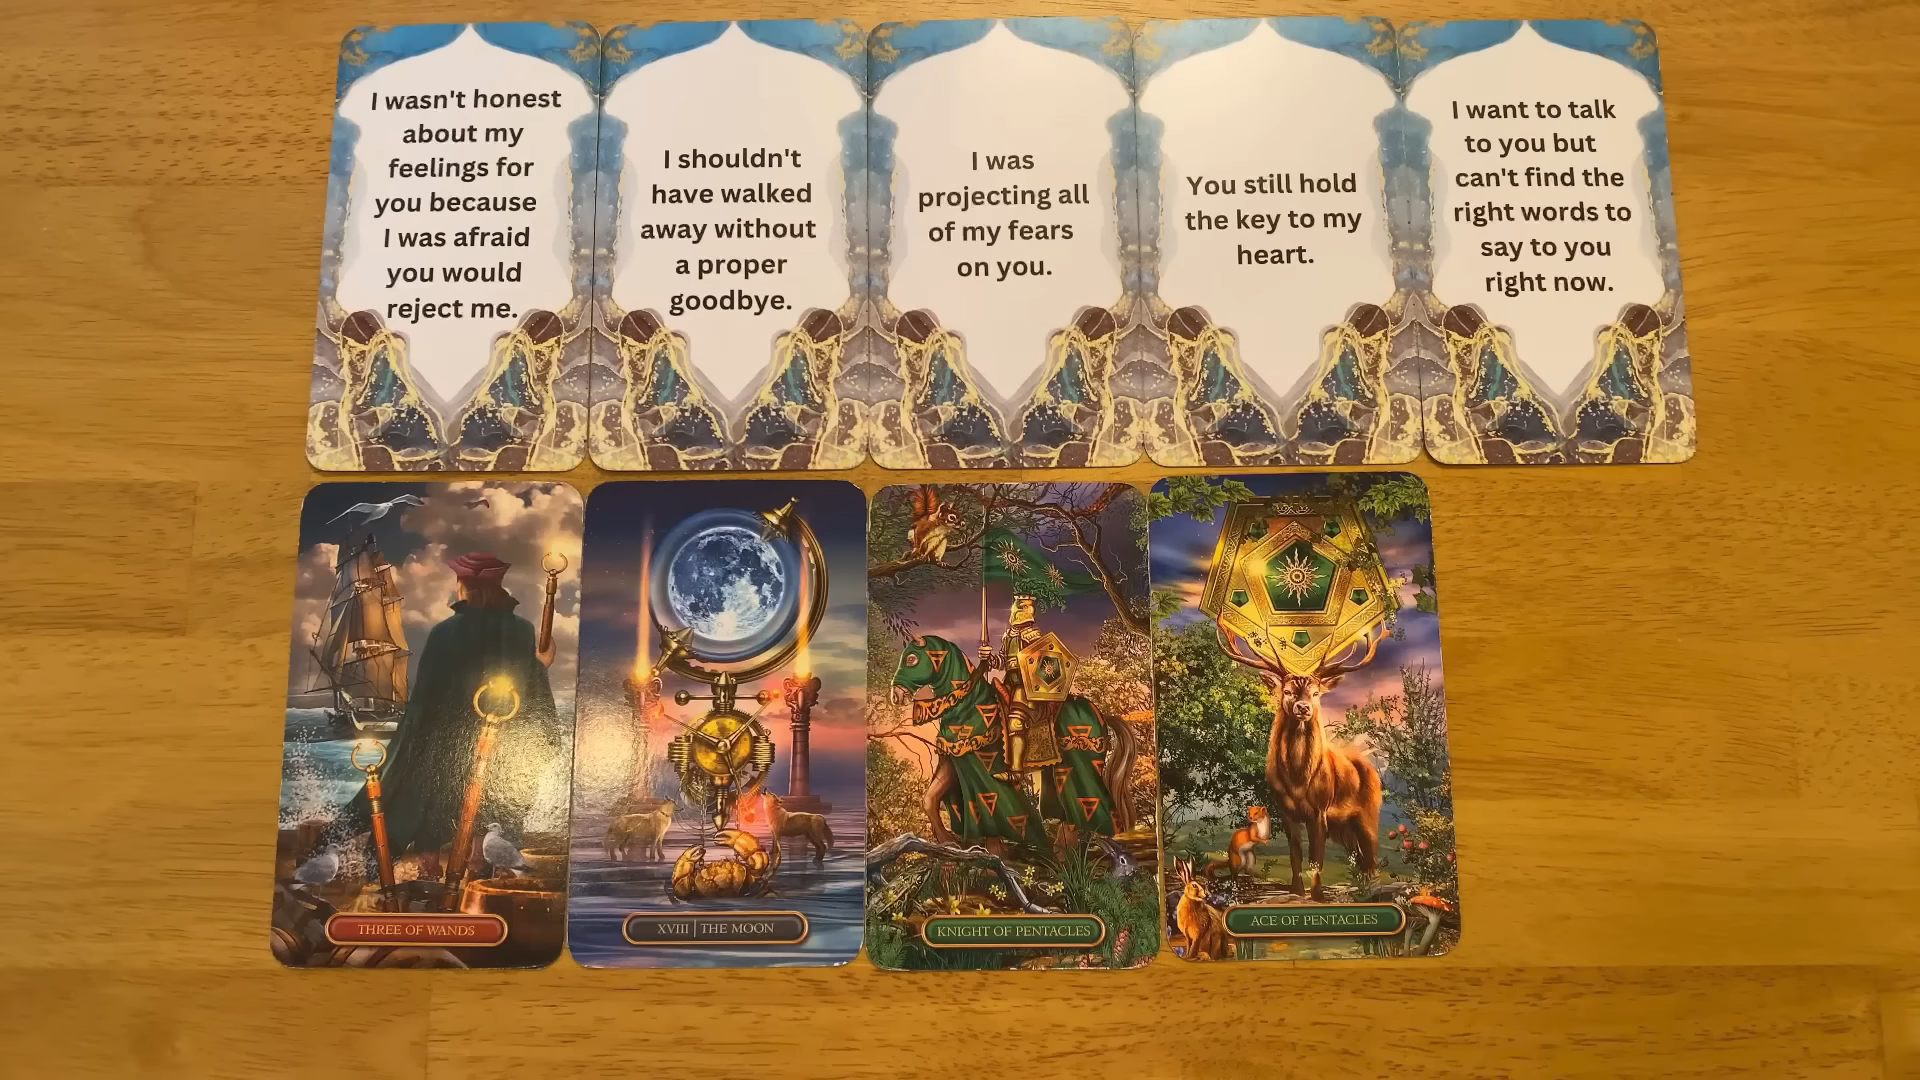 I wasn't honest
about my
feelings for
you because
I was afraid
you would
reject me.
I shouldn't
have walked
away without
a proper
goodbye.
I was
projecting all
of my fears
on you.
You still hold
the key to my
heart.
I want to talk
to you but
can't find the
right words to
say to you
right now.
THREE OF WANDS
XVIII | THE MOON
KNIGHT OF PENTACLES
ACE OF PENTACLES